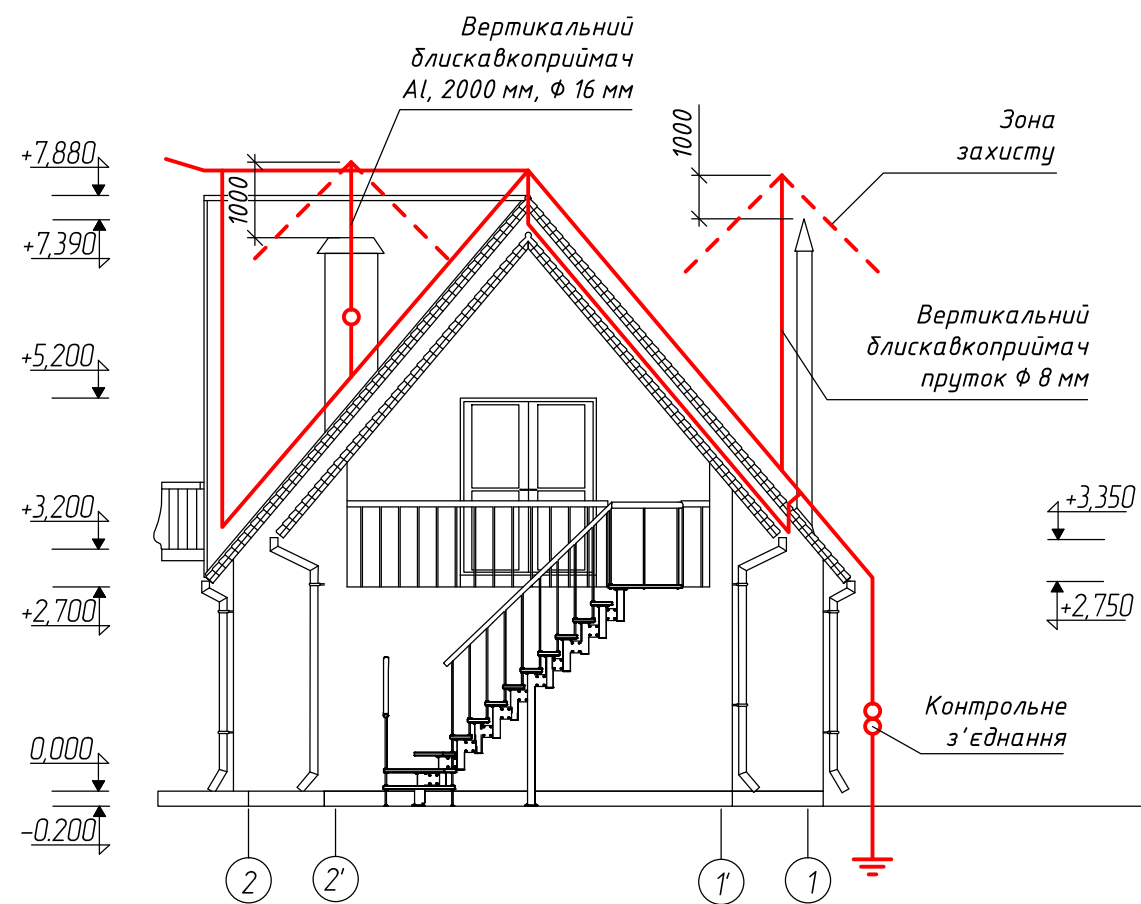 Вертикальний
блискавкоприймач
Al, 2000 мм, Ф 16 мм
1000
1000
Зона
захисту
+7,880
+7,390
Вертикальний
блискавкоприймач
пруток Ф 8 мм
+5,200
+3,200
+3,350
+2,700
+2,750
Контрольне
з'єднання
0,000
-0.200
2
2'
1'
1